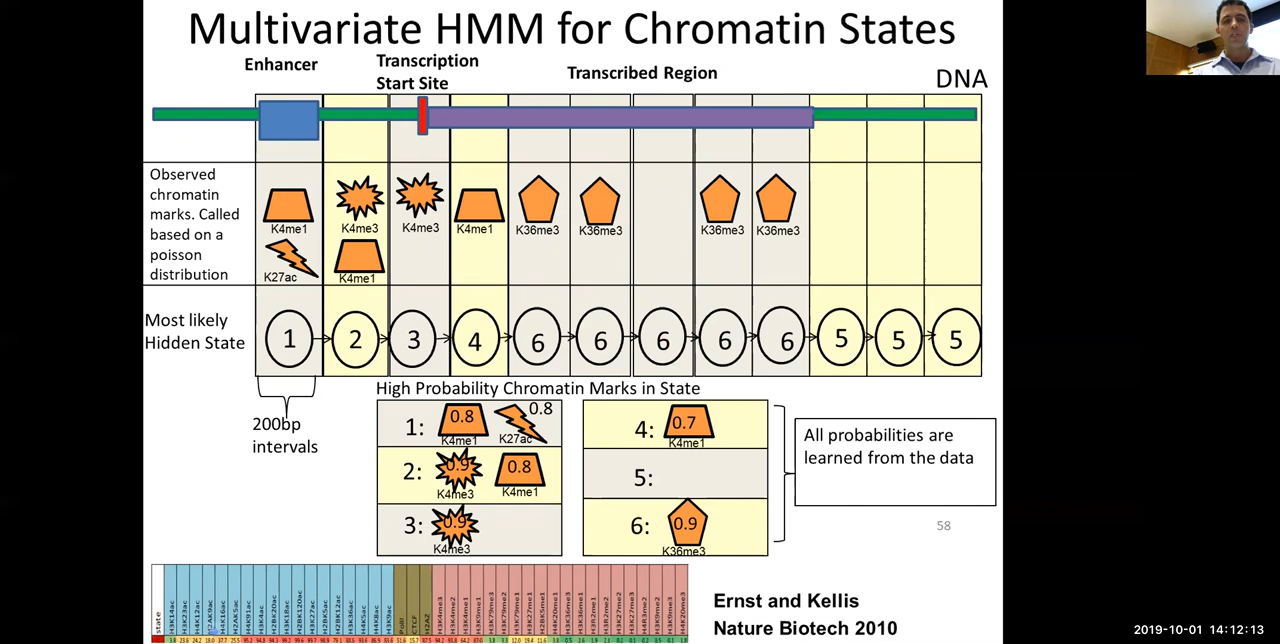 Multivariate HMM for Chromatin States
Enhancer
Transcription
Start Site
Transcribed Region
DNA
Observed
chromatin
marks. Called
based on a
poisson
distribution
K4me1
K4me3
K4me3
K4me1
K36me3
K36me3
K36me3
K36me3
K27ac
K4me1
Most likely
Hidden State
1 2 3 4 6 6 6 6 6 5 5 5
200bp
intervals
High Probability Chromatin Marks in State
1: 0.8 0.8
K4me1 K27ac
2: 0.9 0.8
K4me3 K4me1
3: 0.9
K4me3
4: 0.7
K4me1
5:
6: 0.9
K36me3
All probabilities are
learned from the data
58
state
Ernst and Kellis
Nature Biotech 2010
2019-10-01 14:12:13